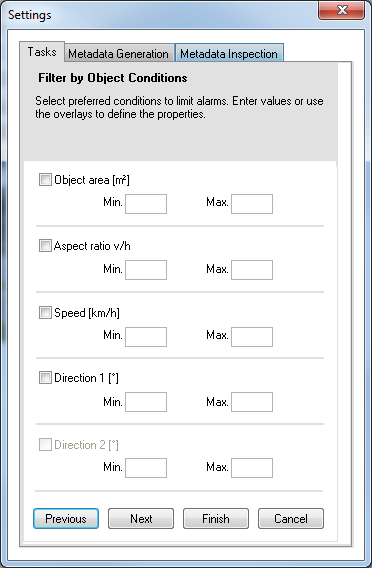 Settings
Tasks Metadata Generation Metadata Inspection
Filter by Object Conditions
Select preferred conditions to limit alarms. Enter values or use
the overlays to define the properties.
Object area [m²]
Min. Max.
Aspect ratio v/h
Min. Max.
Speed [km/h]
Min. Max.
Direction 1 [°]
Min. Max.
Direction 2 [°]
Min. Max.
Previous Next Finish Cancel